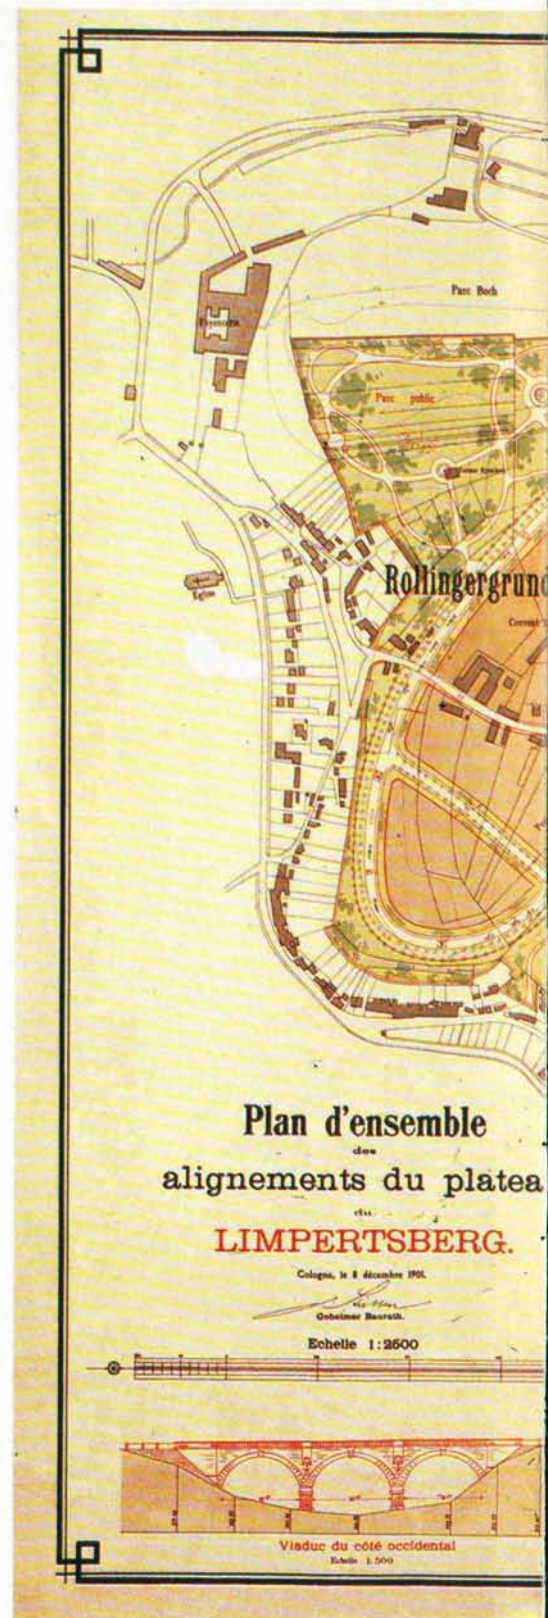 Parc Boch
Parc public
Rollingergrund
Eglise
Plan d'ensemble
des
alignements du platea
du
LIMPERTSBERG.
Cologne, le 8 décembre 1901.
Geheimer Baurath.
Echelle 1:2500
Viaduc du côté occidental
Echelle 1:500